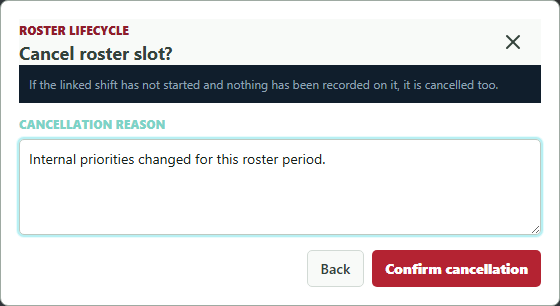 ROSTER LIFECYCLE
Cancel roster slot?
If the linked shift has not started and nothing has been recorded on it, it is cancelled too.
CANCELLATION REASON
Internal priorities changed for this roster period.
Back
Confirm cancellation